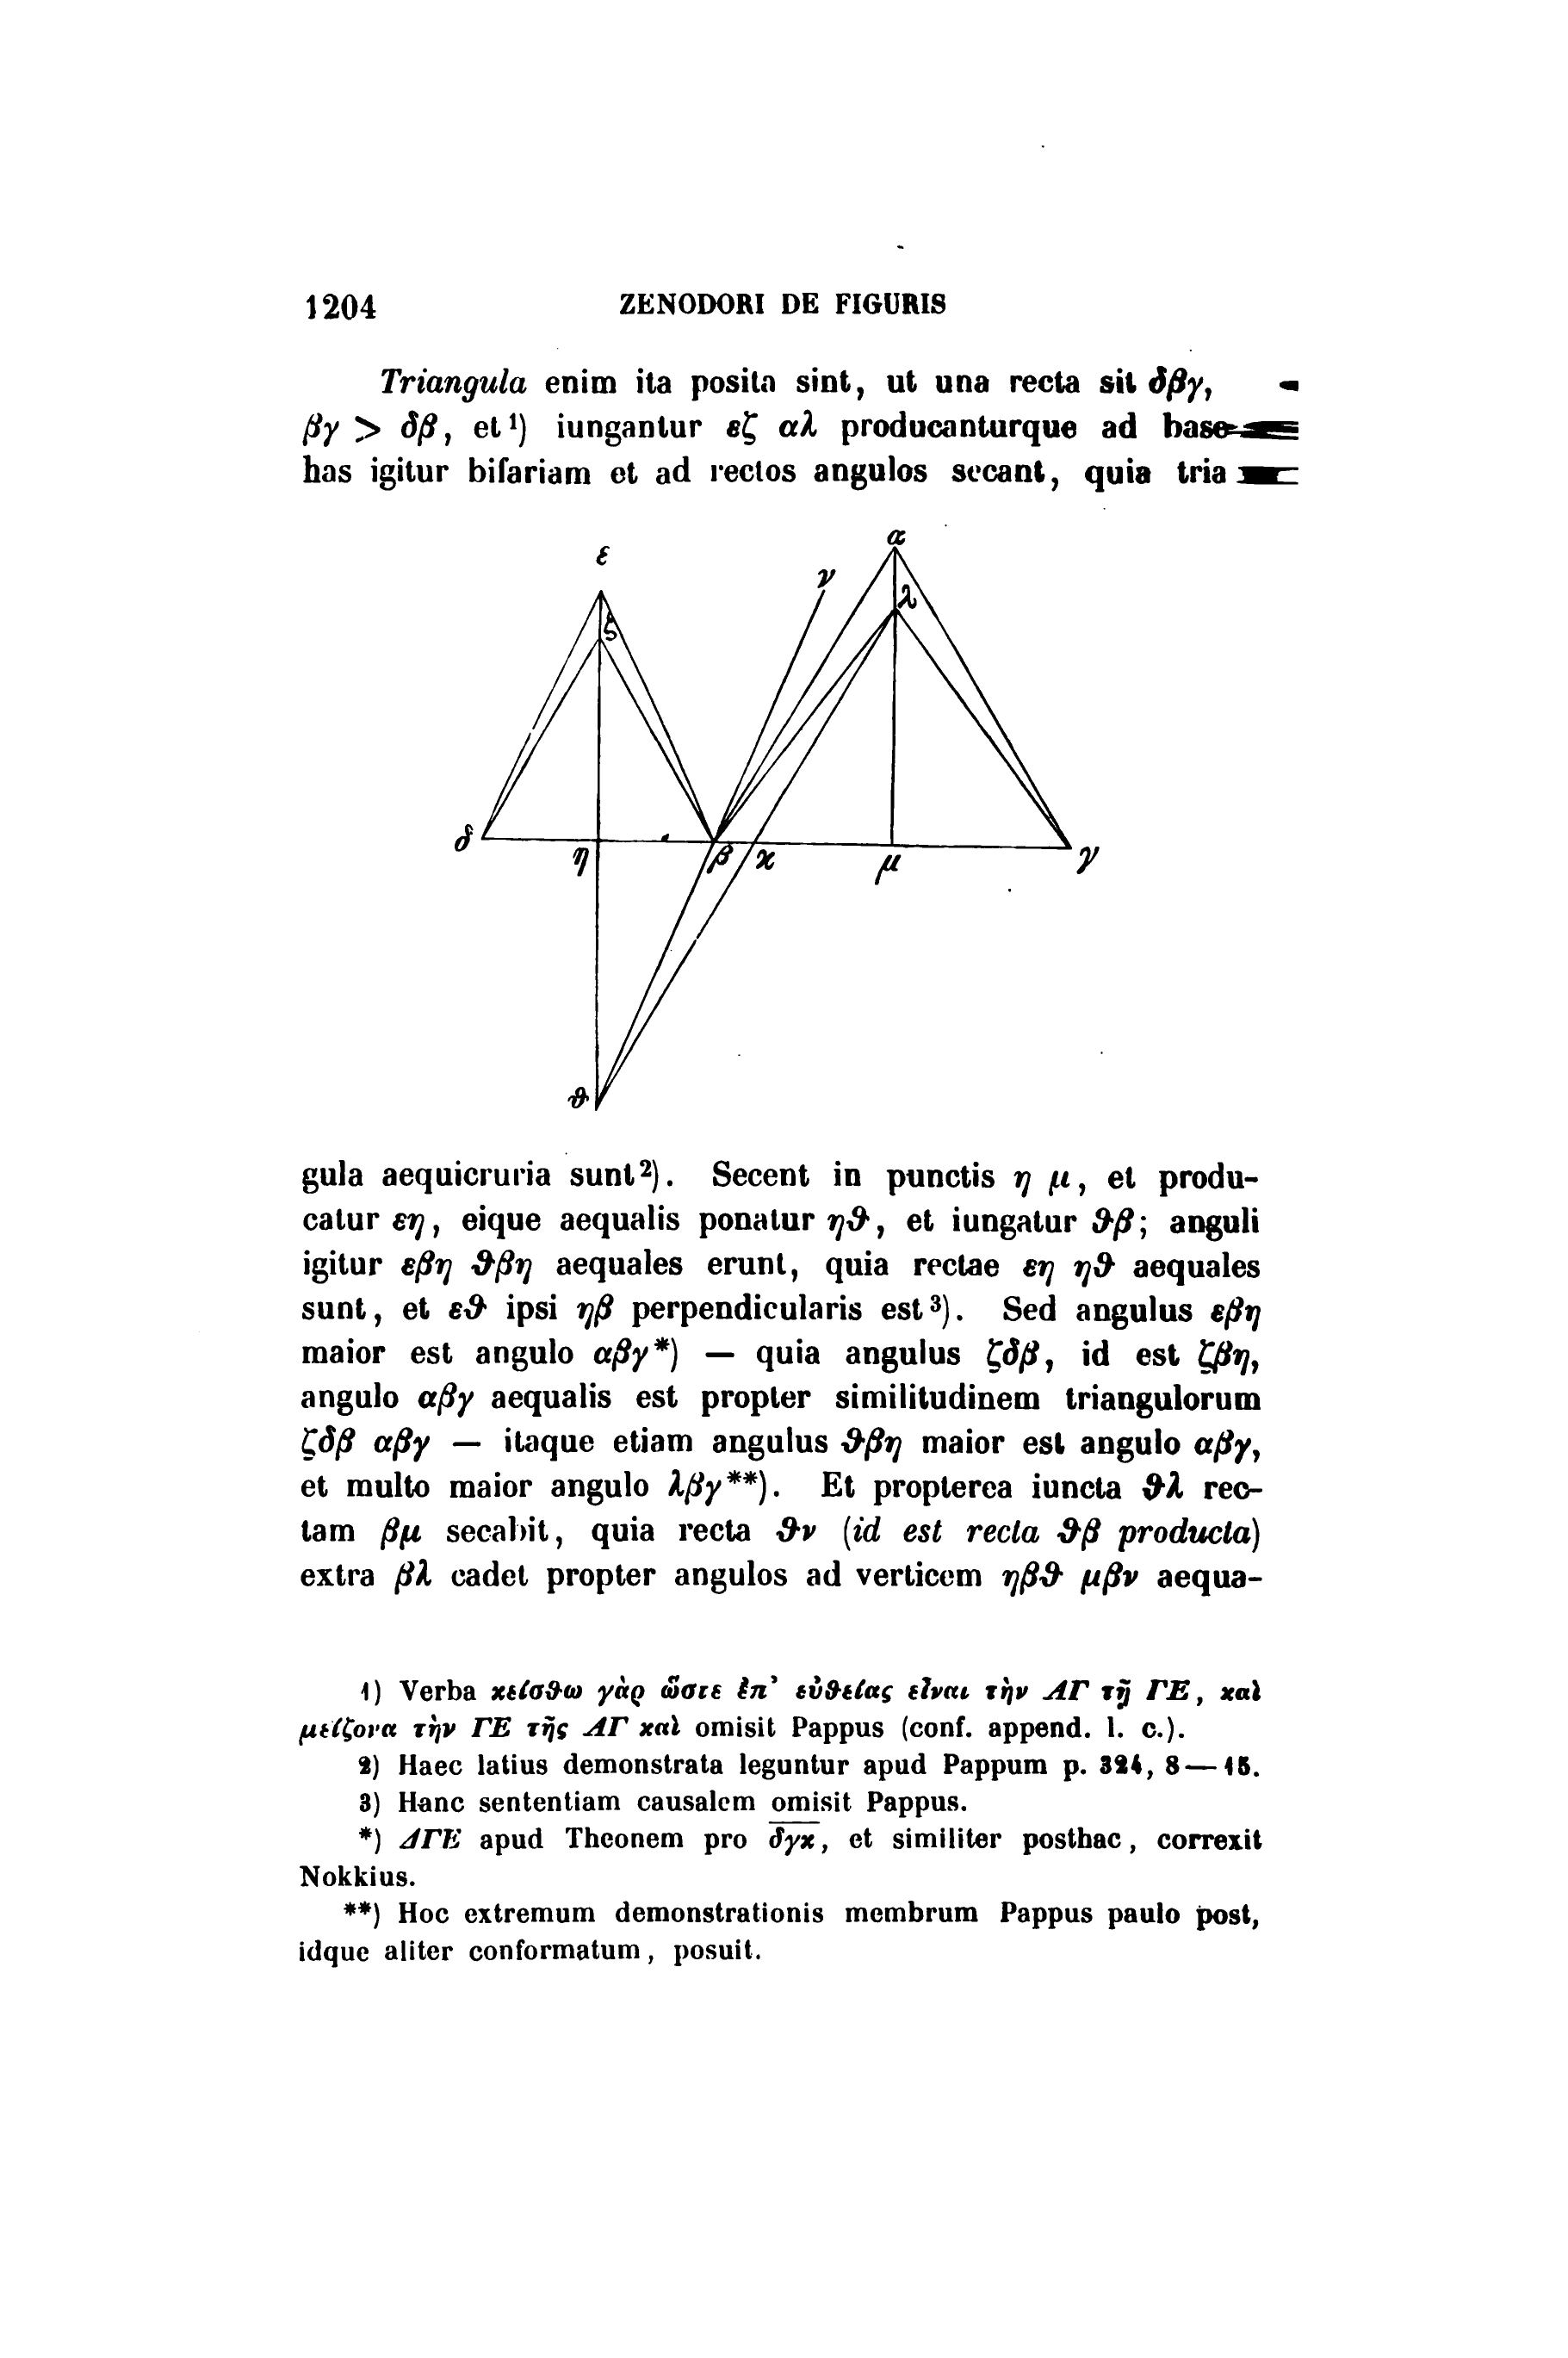 1204 ZENODORI DE FIGURIS
Triangula enim ita posita sint, ut una recta sit δβγ,
βγ > δβ, et ¹) iungantur εζ αλ producanturque ad base
has igitur bifariam et ad rectos angulos secant, quia trian
ε
α
ν
λ
ζ
δ
η
β
κ
μ
γ
ϑ
gula aequicruria sunt ²). Secent in punctis η μ, et produ-
catur εη, eique aequalis ponatur ηϑ, et iungatur ϑβ; anguli
igitur εβη ϑβη aequales erunt, quia rectae εη ηϑ aequales
sunt, et εϑ ipsi ηβ perpendicularis est ³). Sed angulus εβη
maior est angulo αβγ*) — quia angulus ζδβ, id est ζβη,
angulo αβγ aequalis est propter similitudinem triangulorum
ζδβ αβγ — itaque etiam angulus ϑβη maior est angulo αβγ,
et multo maior angulo λβγ**). Et propterea iuncta ϑλ rec-
tam βμ secabit, quia recta ϑν (id est recta ϑβ producta)
extra βλ cadet propter angulos ad verticem ηβϑ μβν aequa-
1) Verba κείσϑω γὰρ ὥστε ἐπ' εὐϑείας εἶναι τὴν ΑΓ τῇ ΓΕ, καὶ
μείζονα τὴν ΓΕ τῆς ΑΓ καὶ omisit Pappus (conf. append. l. c.).
2) Haec latius demonstrata leguntur apud Pappum p. 324, 8—15.
3) Hanc sententiam causalem omisit Pappus.
*) ΔΓΕ apud Theonem pro δγκ, et similiter posthac, correxit
Nokkius.
**) Hoc extremum demonstrationis membrum Pappus paulo post,
idque aliter conformatum, posuit.